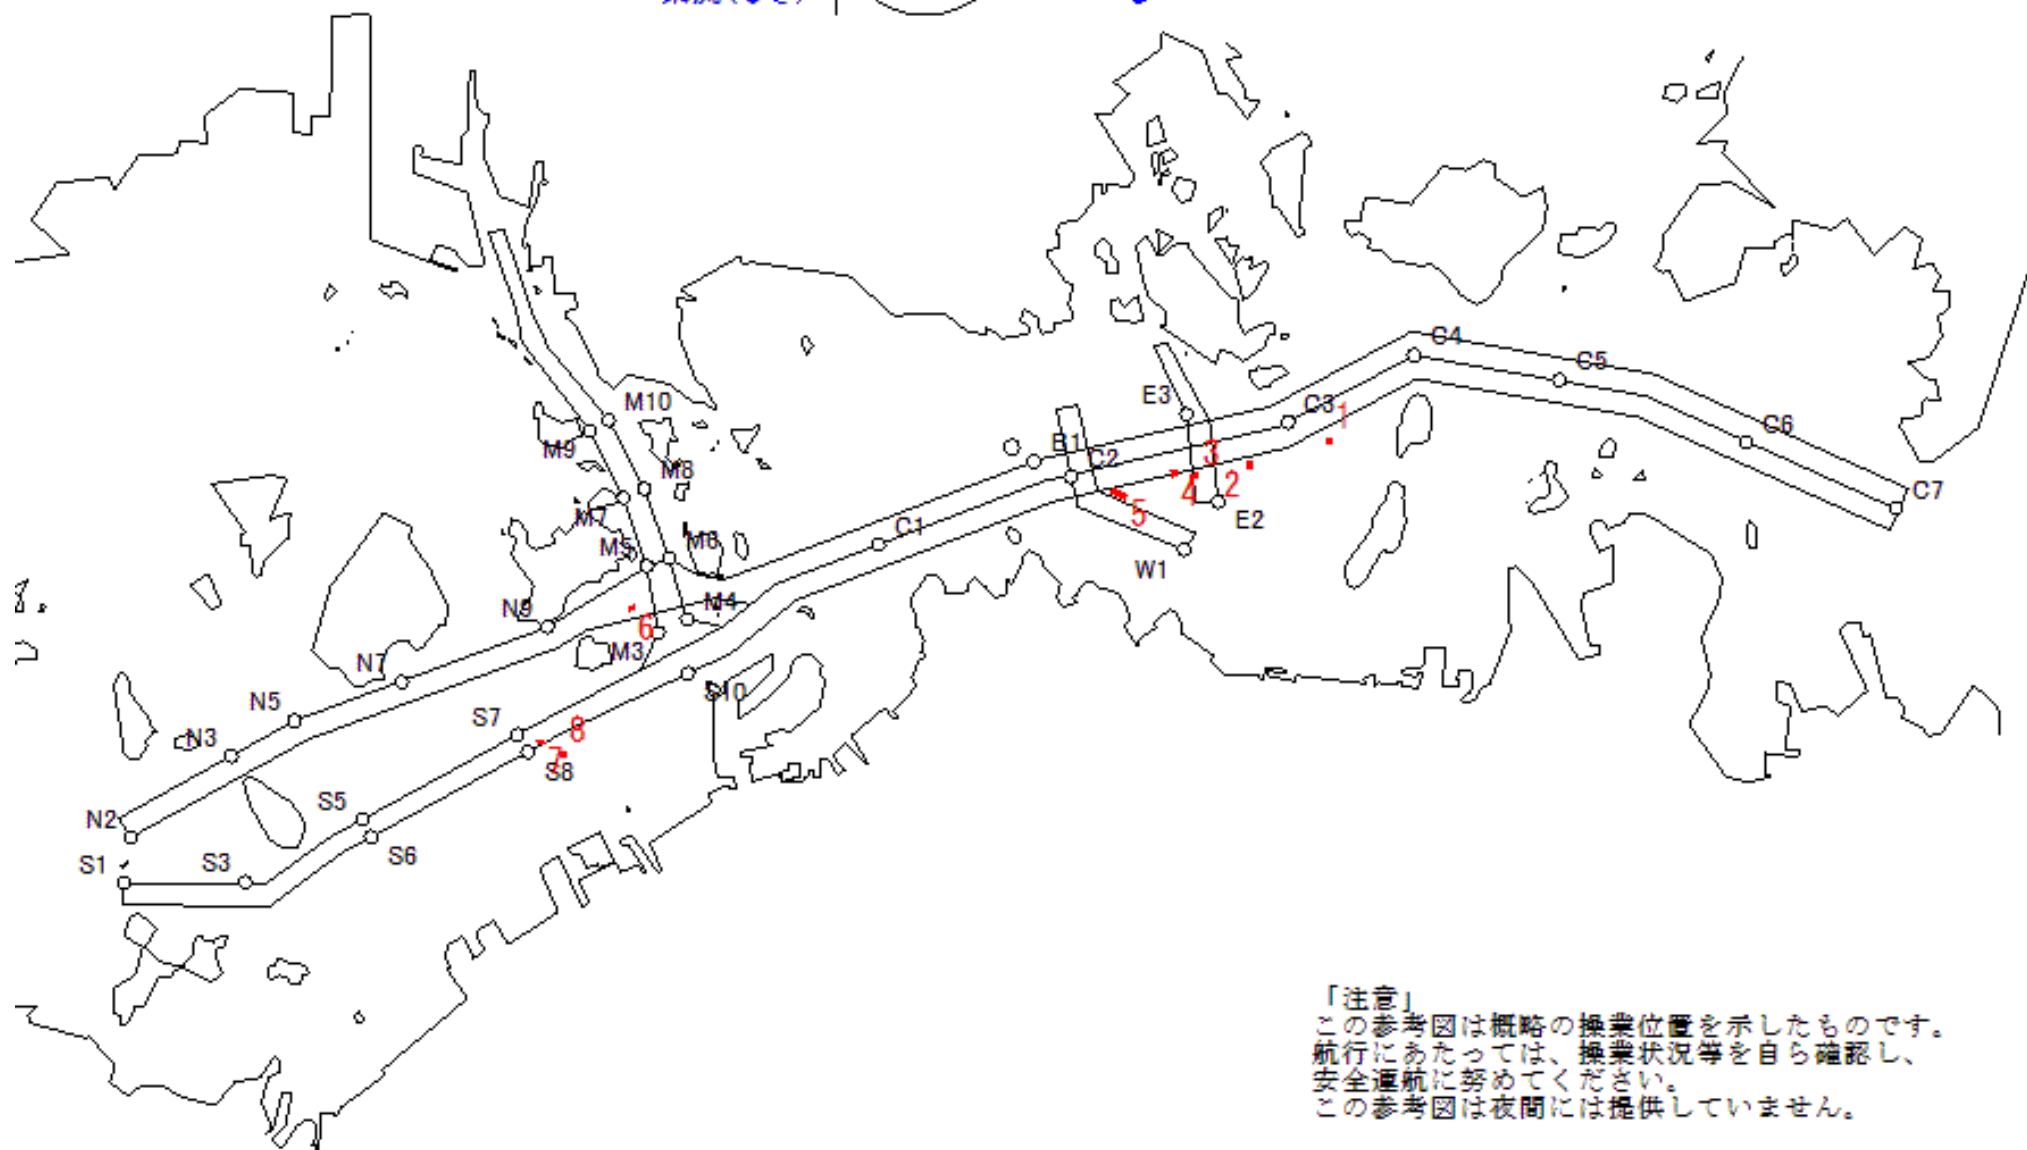 C4
C5
E3
C3
1
M10
C6
B1
3
M9
C2
M8
4
2
C7
5
E2
M7
C1
M5
M6
W1
N9
M4
6
M3
N7
S10
N5
S7
8
N3
7
S8
S5
N2
S6
S1
S3
「注意」
この参考図は概略の操業位置を示したものです。
航行にあたっては、操業状況等を自ら確認し、
安全運航に努めてください。
この参考図は夜間には提供していません。